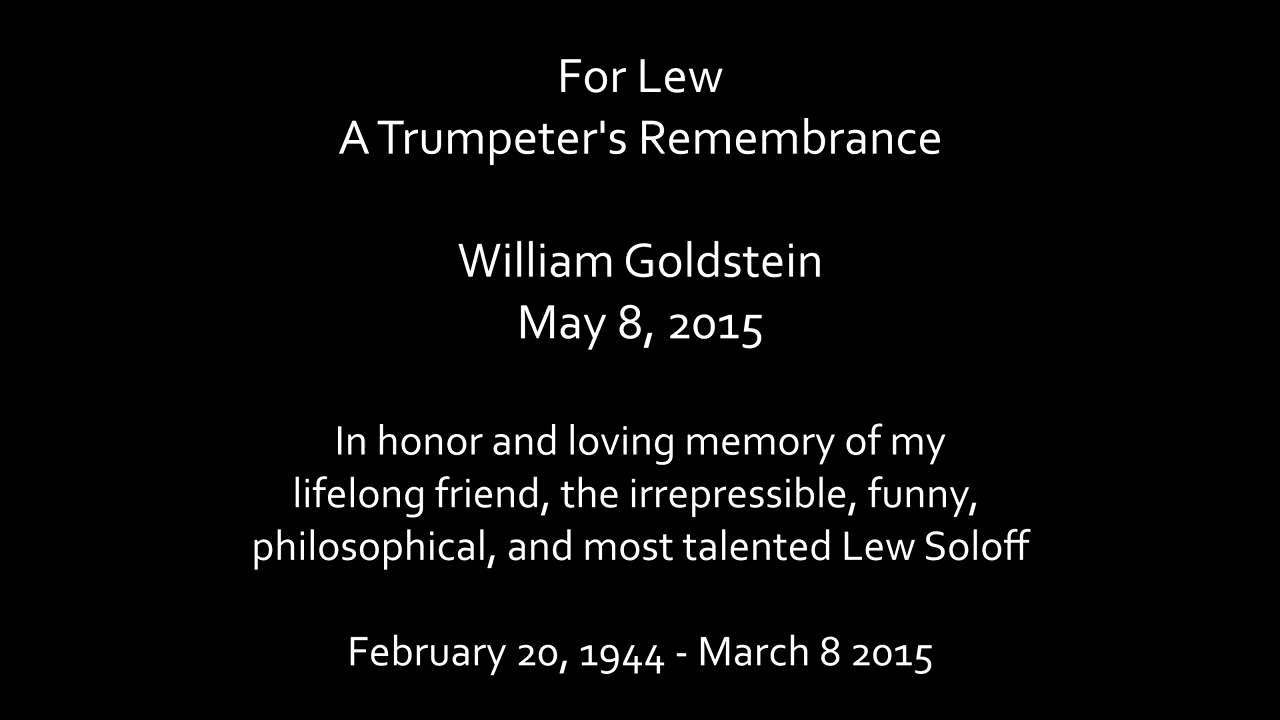 For Lew
A Trumpeter's Remembrance
William Goldstein
May 8, 2015
In honor and loving memory of my
lifelong friend, the irrepressible, funny,
philosophical, and most talented Lew Soloff
February 20, 1944 - March 8 2015